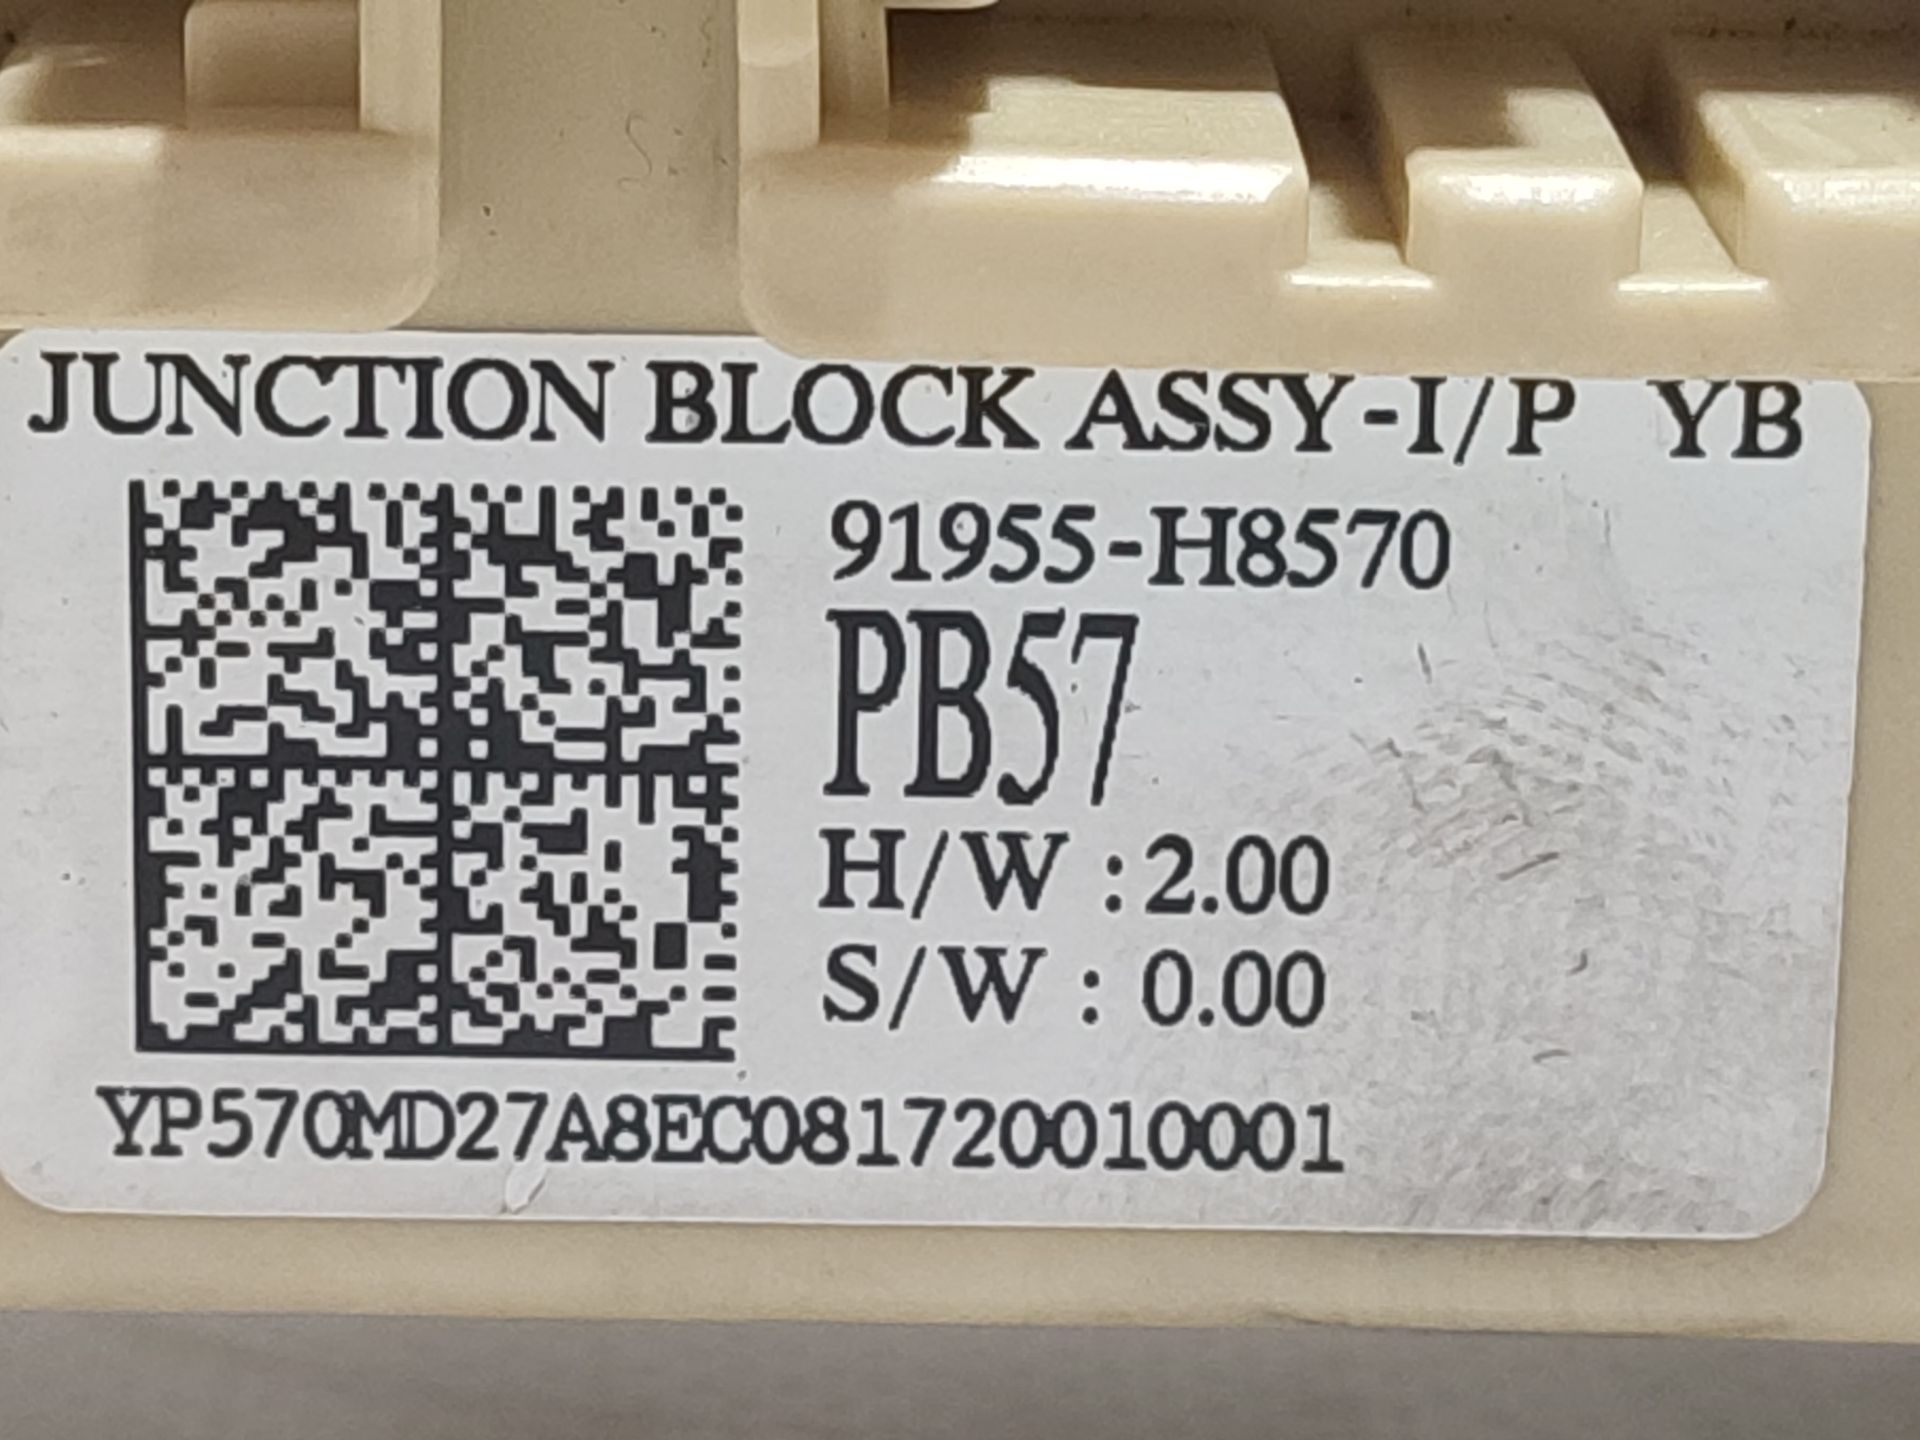 JUNCTION BLOCK ASSY-I/P YB
91955-H8570
PB57
H/W :2.00
S/W : 0.00
YP570MD27A8EC081720010001